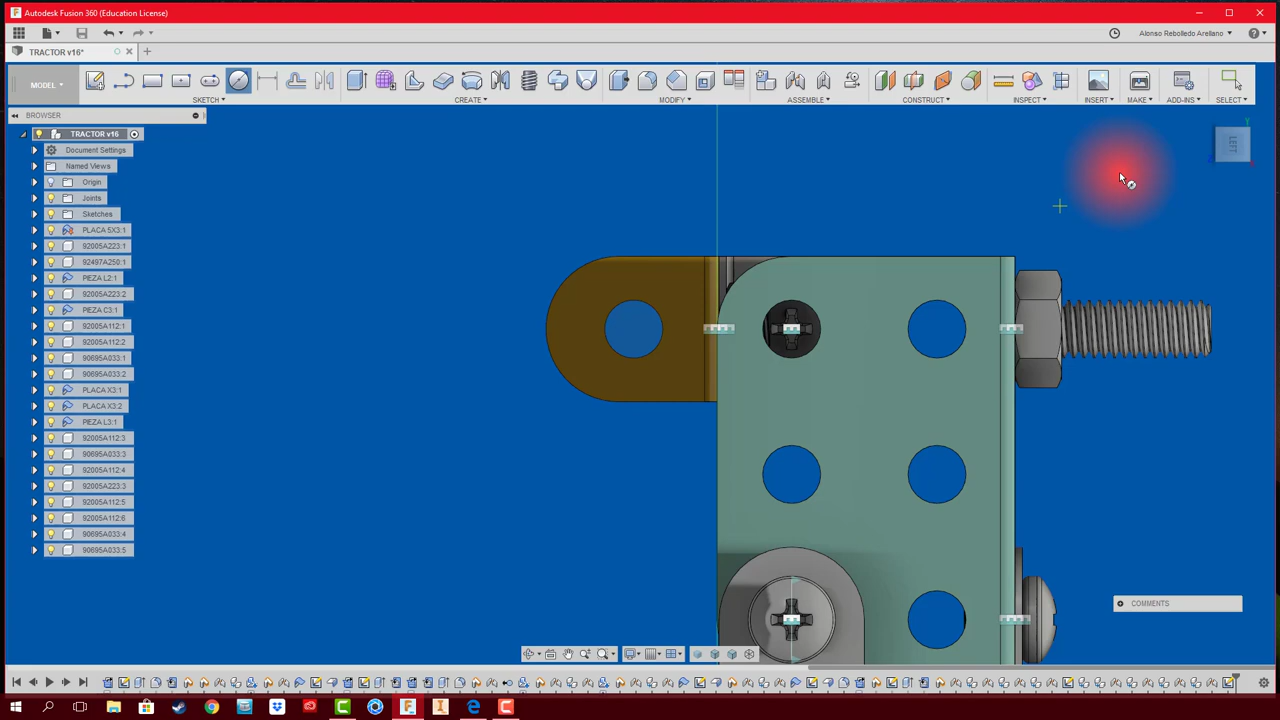 Autodesk Fusion 360 (Education License)
Alonso Rebolledo Arellano
TRACTOR v16*
MODEL
SKETCH
CREATE
MODIFY
ASSEMBLE
CONSTRUCT
INSPECT
INSERT
MAKE
ADD-INS
SELECT
BROWSER
TRACTOR v16
Document Settings
Named Views
Origin
Joints
Sketches
PLACA 5X3:1
92005A223:1
92497A250:1
PIEZA L2:1
92005A223:2
PIEZA C3:1
92005A112:1
92005A112:2
90695A033:1
90695A033:2
PLACA X3:1
PLACA X3:2
PIEZA L3:1
92005A112:3
90695A033:3
92005A112:4
92005A223:3
92005A112:5
92005A112:6
90695A033:4
90695A033:5
LEFT
COMMENTS